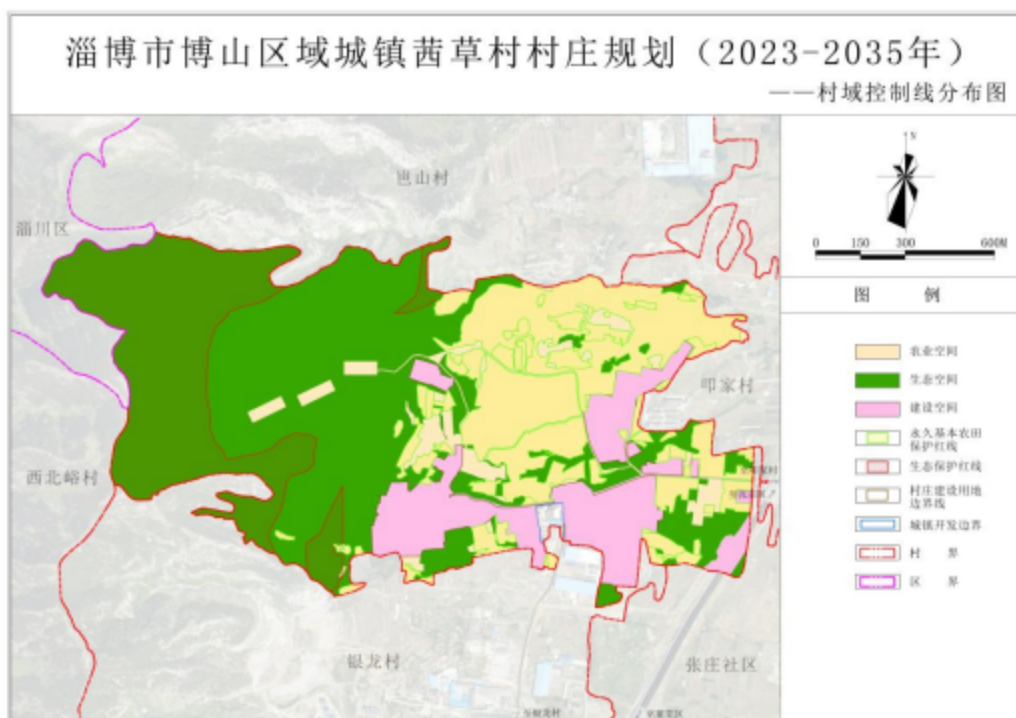 淄博市博山区域城镇茜草村村庄规划（2023-2035年）
——村域控制线分布图
岜山村
淄川区
叩家村
西北峪村
银龙村
张庄社区
N
0 150 300 600M
图 例
农业空间
生态空间
建设空间
永久基本农田
保护红线
生态保护红线
村庄建设用地
边界线
城镇开发边界
村 界
区 界